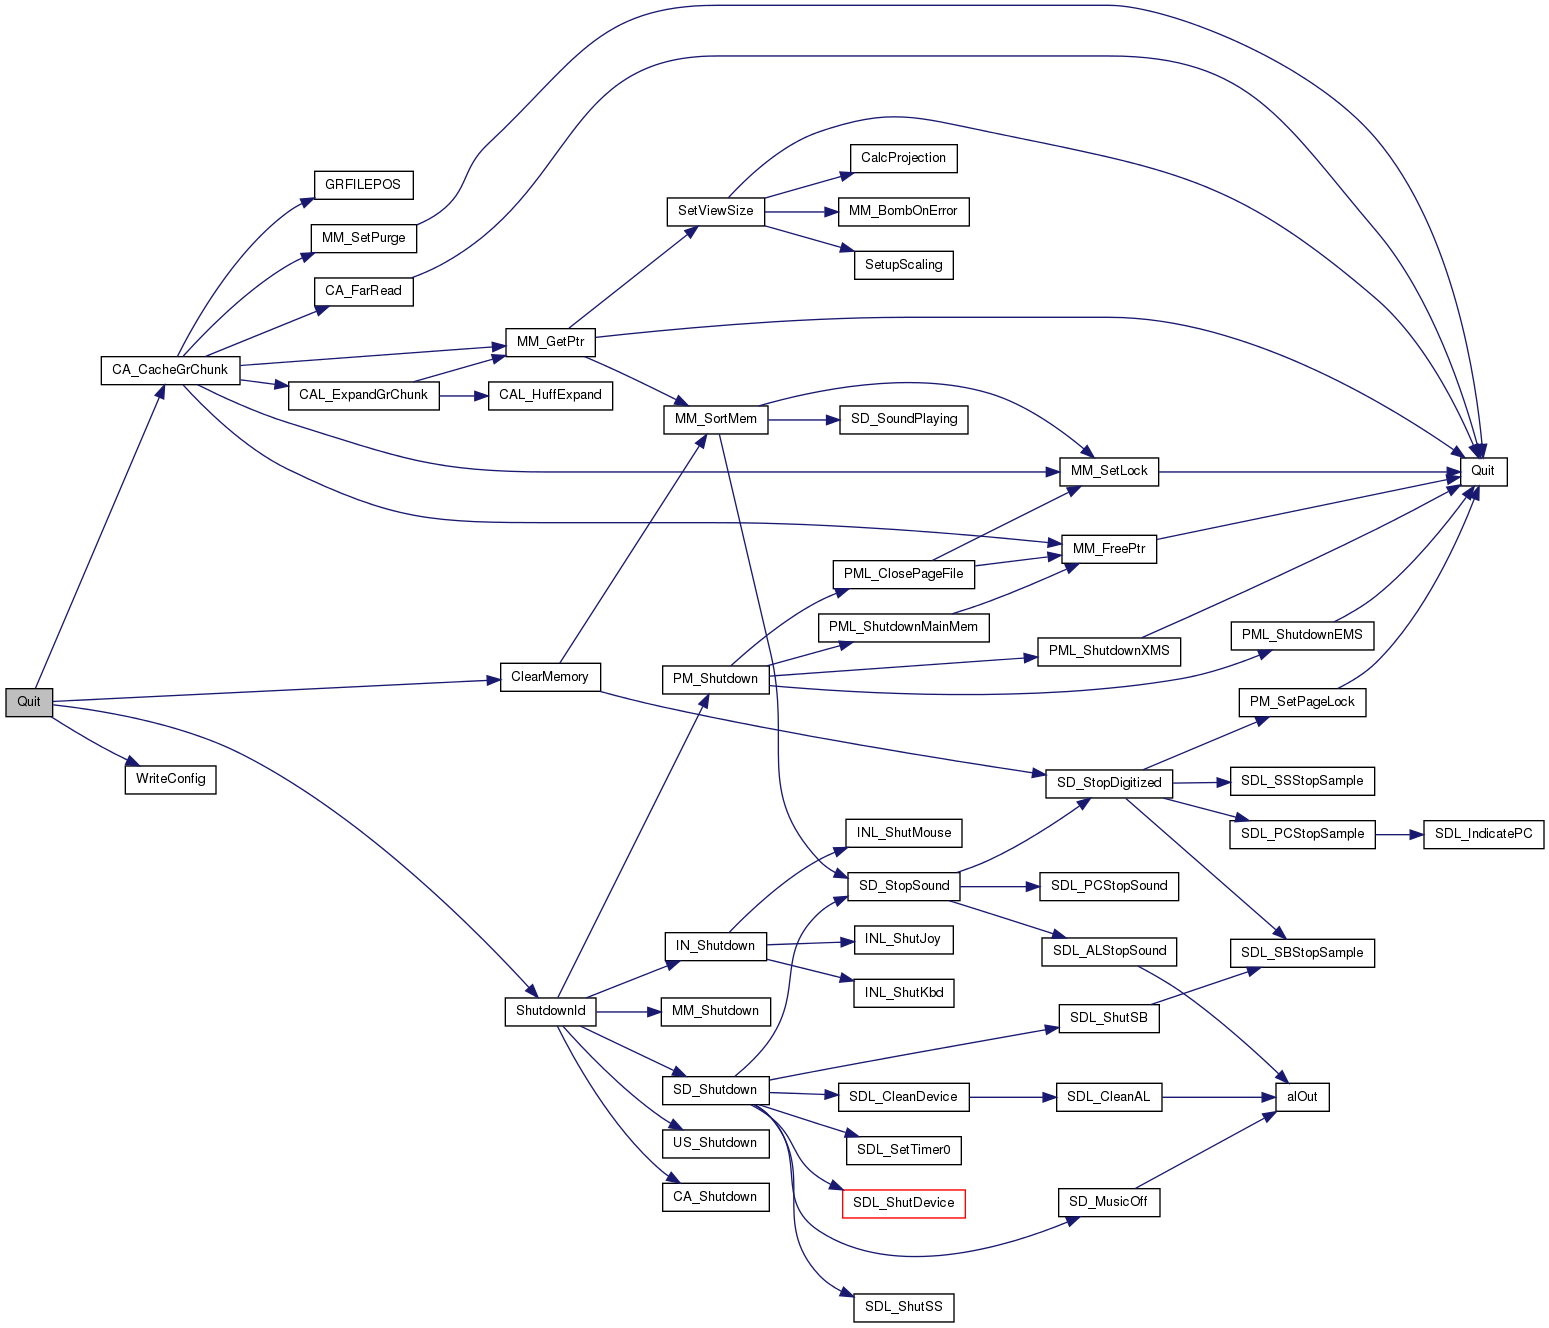 GRFILEPOS
CalcProjection
MM_SetPurge
SetViewSize
MM_BombOnError
CA_FarRead
SetupScaling
MM_GetPtr
CA_CacheGrChunk
CAL_ExpandGrChunk
CAL_HuffExpand
MM_SortMem
SD_SoundPlaying
MM_SetLock
Quit
MM_FreePtr
PML_ClosePageFile
PML_ShutdownMainMem
PML_ShutdownEMS
PML_ShutdownXMS
ClearMemory
PM_Shutdown
Quit
PM_SetPageLock
WriteConfig
SD_StopDigitized
SDL_SSStopSample
INL_ShutMouse
SDL_PCStopSample
SDL_IndicatePC
SD_StopSound
SDL_PCStopSound
IN_Shutdown
INL_ShutJoy
SDL_ALStopSound
SDL_SBStopSample
INL_ShutKbd
ShutdownId
MM_Shutdown
SDL_ShutSB
SD_Shutdown
SDL_CleanDevice
SDL_CleanAL
alOut
US_Shutdown
SDL_SetTimer0
CA_Shutdown
SDL_ShutDevice
SD_MusicOff
SDL_ShutSS